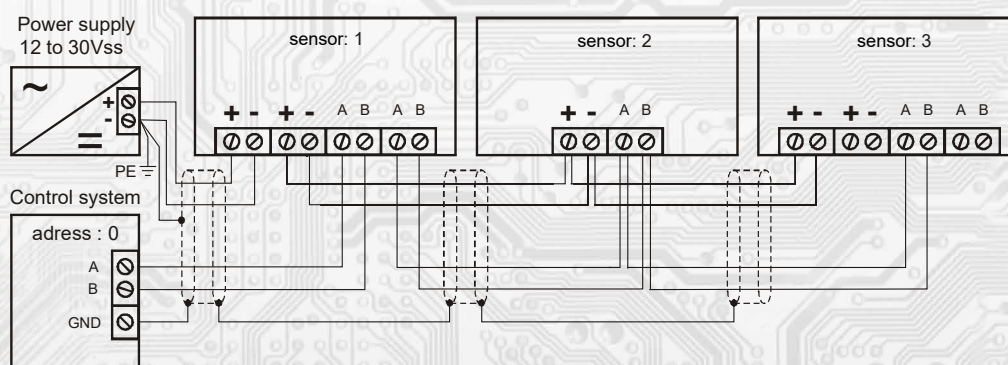 Power supply
12 to 30Vss
+
-
PE
Control system
adress : 0
A
B
GND
sensor: 1
+ - + - A B A B
sensor: 2
+ - A B
sensor: 3
+ - + - A B A B